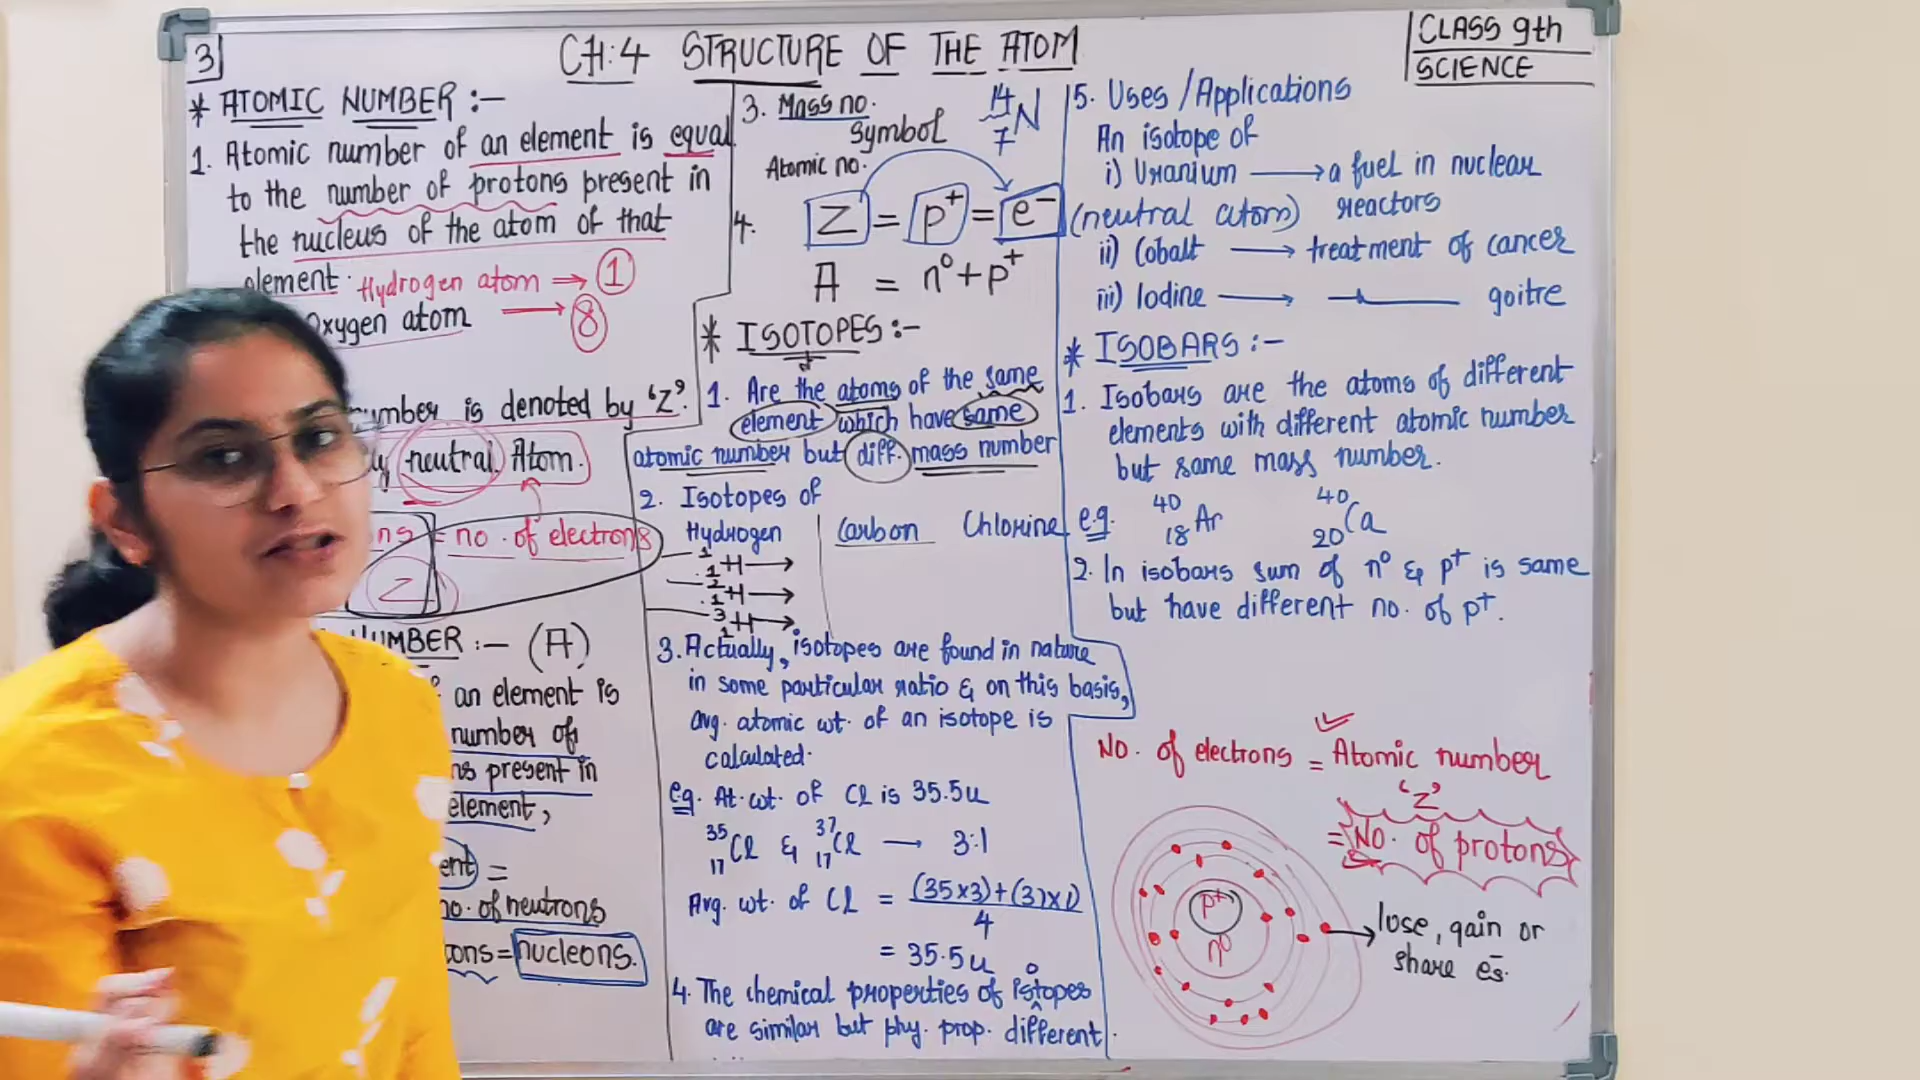 3
CH:4 STRUCTURE OF THE ATOM
CLASS 9th
SCIENCE
* ATOMIC NUMBER :-
1. Atomic number of an element is equal
to the number of protons present in
the nucleus of the atom of that
element. Hydrogen atom → 1
Oxygen atom → 8
number is denoted by 'Z'.
neutral Atom.
= no. of electrons
Z
NUMBER :- (A)
an element is
number of
present in
element,
=
no. of neutrons
= nucleons.
3. Mass no.
symbol
14
7 N
Atomic no.
4. Z = p+ = e- (neutral atom)
A = n° + p+
* ISOTOPES :-
1. Are the atoms of the same
element which have same
atomic number but diff. mass number
2. Isotopes of
Hydrogen Carbon Chlorine
1
1 H →
2
1 H →
3
1 H →
3. Actually, isotopes are found in nature
in some particular ratio & on this basis,
avg. atomic wt. of an isotope is
calculated.
eg. At. wt. of Cl is 35.5u
35 37
17 Cl & 17 Cl — 3:1
Avg. wt. of Cl = (35x3)+(37x1)
4
= 35.5u
4. The chemical properties of istopes
o
are similar but phy. prop. different.
5. Uses / Applications
An isotope of
i) Uranium → a fuel in nuclear
reactors
ii) Cobalt → treatment of cancer
iii) Iodine → goitre
* ISOBARS :-
1. Isobars are the atoms of different
elements with different atomic number
but same mass number.
e.g. 40 40
18 Ar 20 Ca
2. In isobars sum of n° & p+ is same
but have different no. of p+.
NO. of electrons = Atomic number
'Z'
= NO. of protons
p+
n°
→ lose, gain or
share e-s.